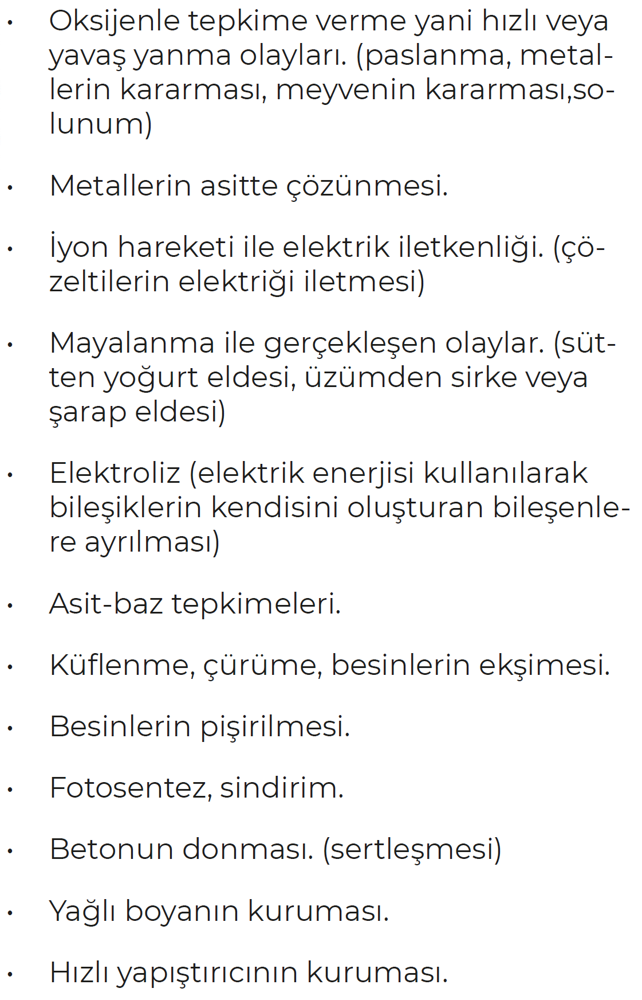 • Oksijenle tepkime verme yani hızlı veya
yavaş yanma olayları. (paslanma, metal-
lerin kararması, meyvenin kararması,so-
lunum)
• Metallerin asitte çözünmesi.
• İyon hareketi ile elektrik iletkenliği. (çö-
zeltilerin elektriği iletmesi)
• Mayalanma ile gerçekleşen olaylar. (süt-
ten yoğurt eldesi, üzümden sirke veya
şarap eldesi)
• Elektroliz (elektrik enerjisi kullanılarak
bileşiklerin kendisini oluşturan bileşenle-
re ayrılması)
• Asit-baz tepkimeleri.
• Küflenme, çürüme, besinlerin ekşimesi.
• Besinlerin pişirilmesi.
• Fotosentez, sindirim.
• Betonun donması. (sertleşmesi)
• Yağlı boyanın kuruması.
• Hızlı yapıştırıcının kuruması.